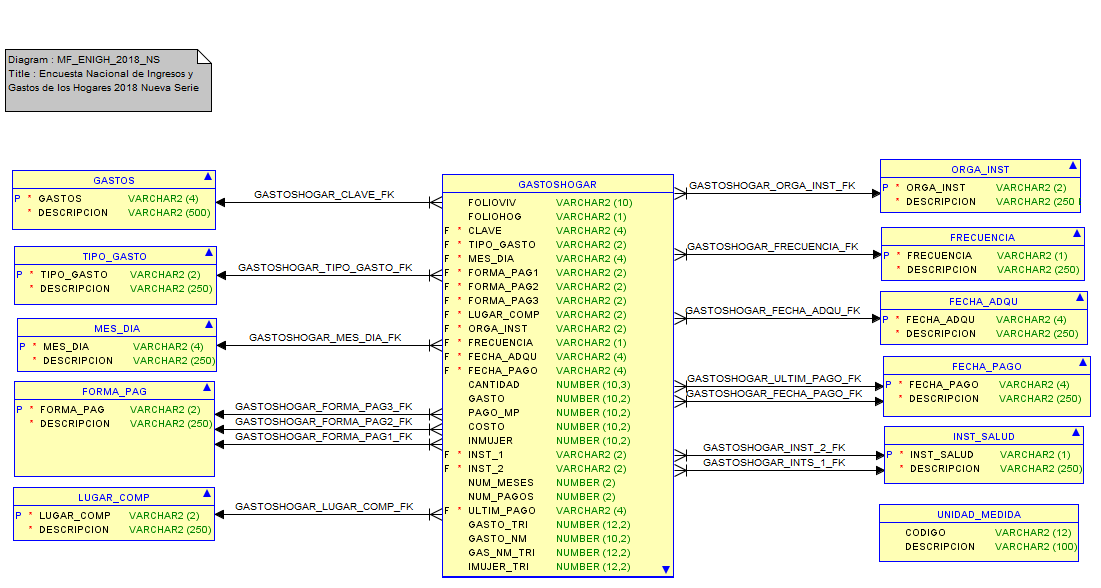 Diagram : MF_ENIGH_2018_NS
Title : Encuesta Nacional de Ingresos y
Gastos de los Hogares 2018 Nueva Serie
GASTOS
P * GASTOS VARCHAR2 (4)
* DESCRIPCION VARCHAR2 (500)
TIPO_GASTO
P * TIPO_GASTO VARCHAR2 (2)
* DESCRIPCION VARCHAR2 (250)
MES_DIA
P * MES_DIA VARCHAR2 (4)
* DESCRIPCION VARCHAR2 (250)
FORMA_PAG
P * FORMA_PAG VARCHAR2 (2)
* DESCRIPCION VARCHAR2 (250)
LUGAR_COMP
P * LUGAR_COMP VARCHAR2 (2)
* DESCRIPCION VARCHAR2 (250)
GASTOSHOGAR_CLAVE_FK
GASTOSHOGAR_TIPO_GASTO_FK
GASTOSHOGAR_MES_DIA_FK
GASTOSHOGAR_FORMA_PAG3_FK
GASTOSHOGAR_FORMA_PAG2_FK
GASTOSHOGAR_FORMA_PAG1_FK
GASTOSHOGAR_LUGAR_COMP_FK
GASTOSHOGAR
FOLIOVIV VARCHAR2 (10)
FOLIOHOG VARCHAR2 (1)
F * CLAVE VARCHAR2 (4)
F * TIPO_GASTO VARCHAR2 (2)
F * MES_DIA VARCHAR2 (4)
F * FORMA_PAG1 VARCHAR2 (2)
F * FORMA_PAG2 VARCHAR2 (2)
F * FORMA_PAG3 VARCHAR2 (2)
F * LUGAR_COMP VARCHAR2 (2)
F * ORGA_INST VARCHAR2 (2)
F * FRECUENCIA VARCHAR2 (1)
F * FECHA_ADQU VARCHAR2 (4)
F * FECHA_PAGO VARCHAR2 (4)
CANTIDAD NUMBER (10,3)
GASTO NUMBER (10,2)
PAGO_MP NUMBER (10,2)
COSTO NUMBER (10,2)
INMUJER NUMBER (10,2)
F * INST_1 VARCHAR2 (2)
F * INST_2 VARCHAR2 (2)
NUM_MESES NUMBER (2)
NUM_PAGOS NUMBER (2)
F * ULTIM_PAGO VARCHAR2 (4)
GASTO_TRI NUMBER (12,2)
GASTO_NM NUMBER (10,2)
GAS_NM_TRI NUMBER (12,2)
IMUJER_TRI NUMBER (12,2)
GASTOSHOGAR_ORGA_INST_FK
GASTOSHOGAR_FRECUENCIA_FK
GASTOSHOGAR_FECHA_ADQU_FK
GASTOSHOGAR_ULTIM_PAGO_FK
GASTOSHOGAR_FECHA_PAGO_FK
GASTOSHOGAR_INST_2_FK
GASTOSHOGAR_INTS_1_FK
ORGA_INST
P * ORGA_INST VARCHAR2 (2)
* DESCRIPCION VARCHAR2 (250
FRECUENCIA
P * FRECUENCIA VARCHAR2 (1)
* DESCRIPCION VARCHAR2 (250)
FECHA_ADQU
P * FECHA_ADQU VARCHAR2 (4)
* DESCRIPCION VARCHAR2 (250)
FECHA_PAGO
P * FECHA_PAGO VARCHAR2 (4)
* DESCRIPCION VARCHAR2 (250)
INST_SALUD
P * INST_SALUD VARCHAR2 (1)
* DESCRIPCION VARCHAR2 (250)
UNIDAD_MEDIDA
CODIGO VARCHAR2 (12)
DESCRIPCION VARCHAR2 (100)